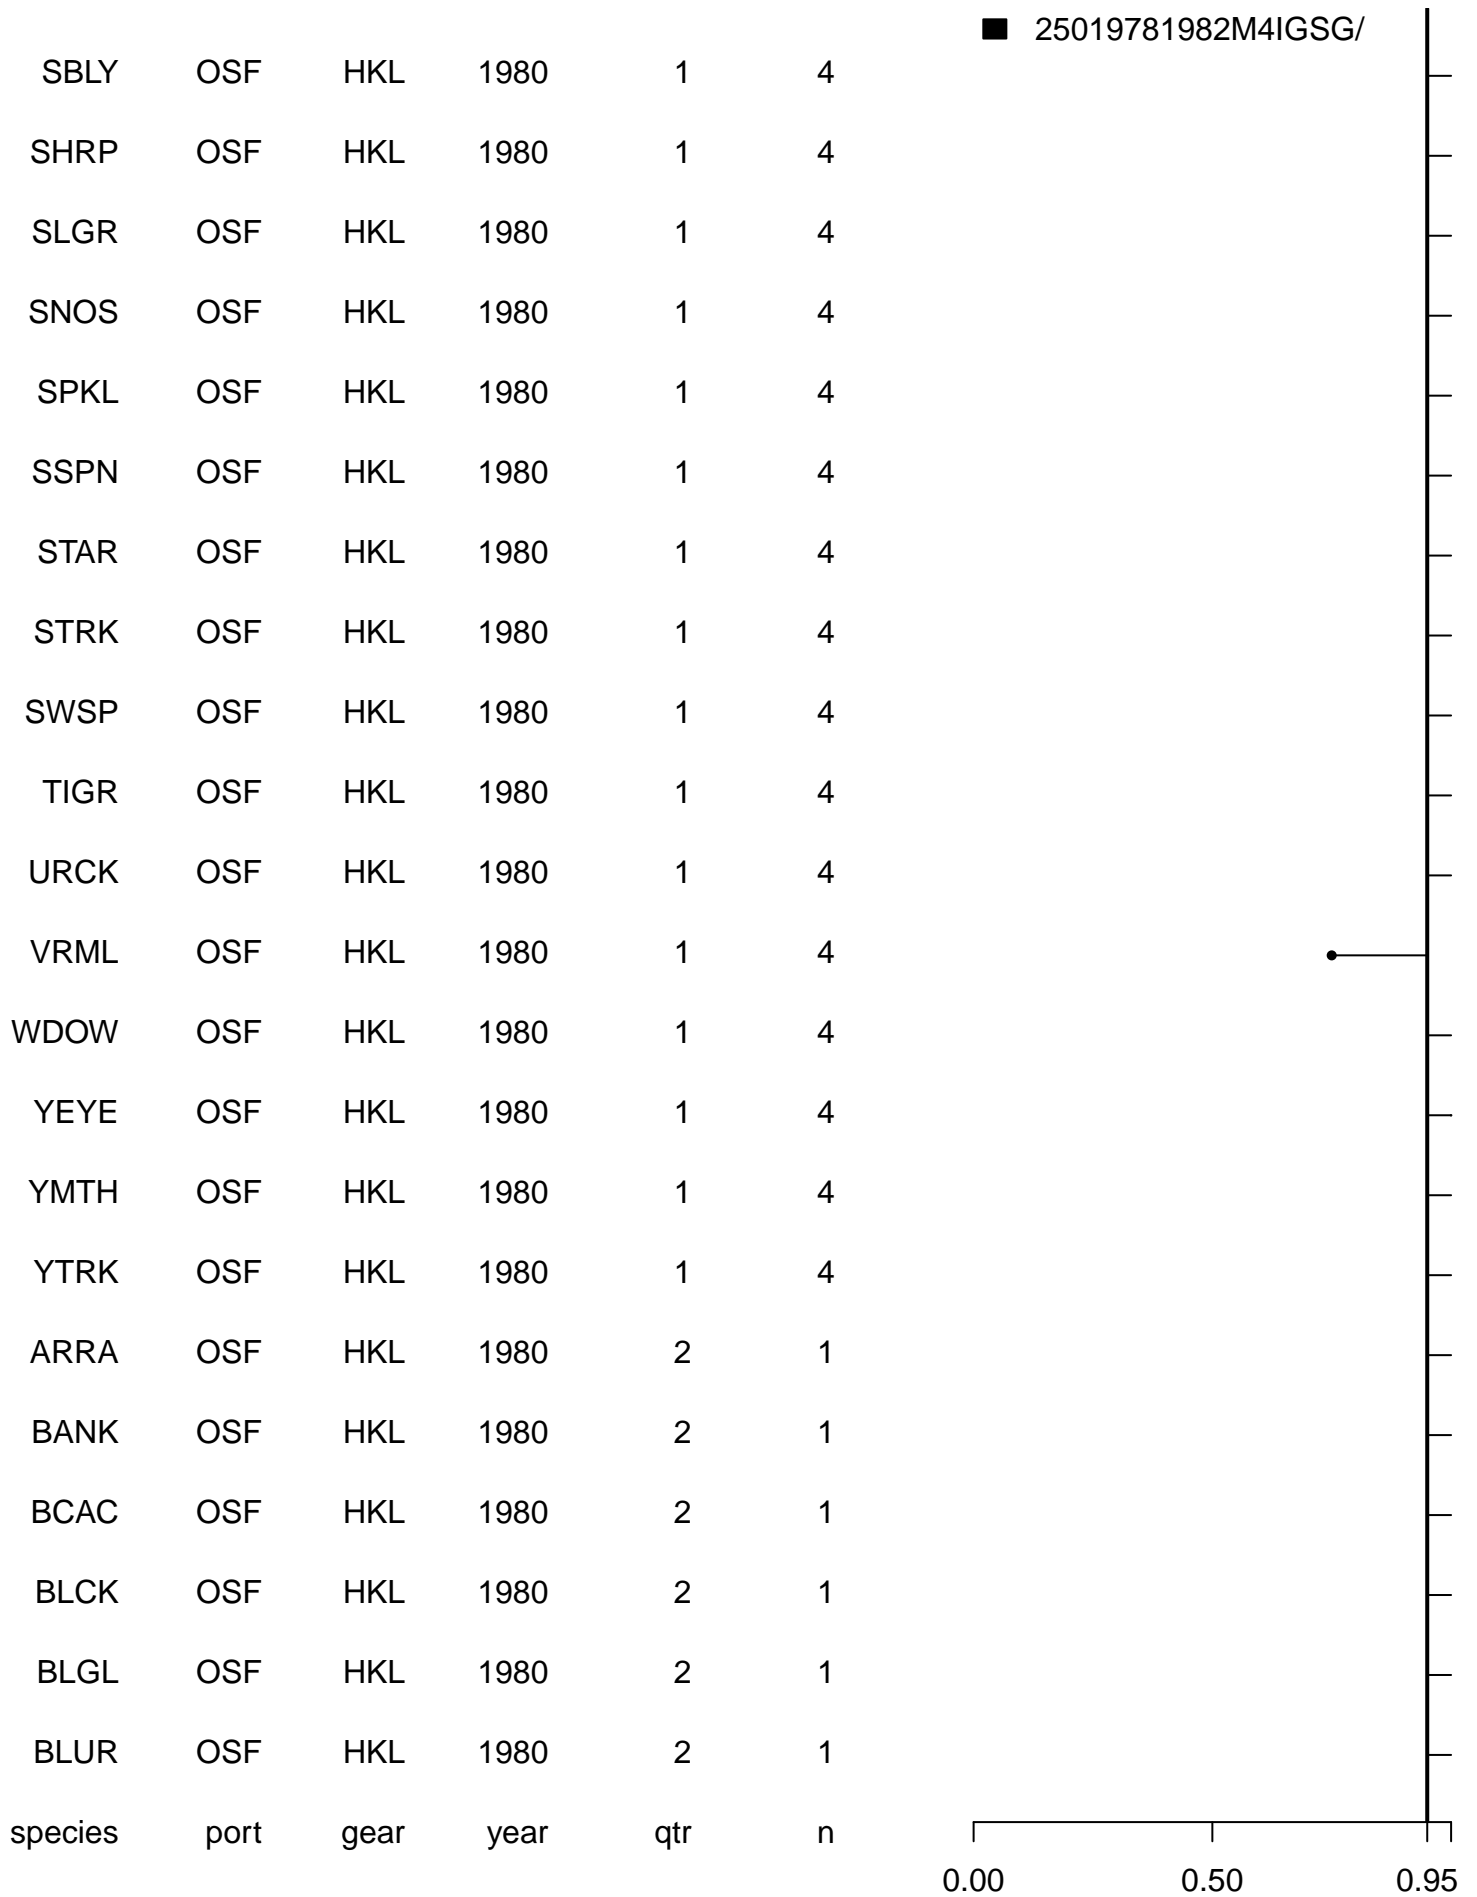 25019781982M4IGSG/
SBLY OSF HKL 1980 1 4
SHRP OSF HKL 1980 1 4
SLGR OSF HKL 1980 1 4
SNOS OSF HKL 1980 1 4
SPKL OSF HKL 1980 1 4
SSPN OSF HKL 1980 1 4
STAR OSF HKL 1980 1 4
STRK OSF HKL 1980 1 4
SWSP OSF HKL 1980 1 4
TIGR OSF HKL 1980 1 4
URCK OSF HKL 1980 1 4
VRML OSF HKL 1980 1 4
WDOW OSF HKL 1980 1 4
YEYE OSF HKL 1980 1 4
YMTH OSF HKL 1980 1 4
YTRK OSF HKL 1980 1 4
ARRA OSF HKL 1980 2 1
BANK OSF HKL 1980 2 1
BCAC OSF HKL 1980 2 1
BLCK OSF HKL 1980 2 1
BLGL OSF HKL 1980 2 1
BLUR OSF HKL 1980 2 1
species port gear year qtr n
0.00 0.50 0.95